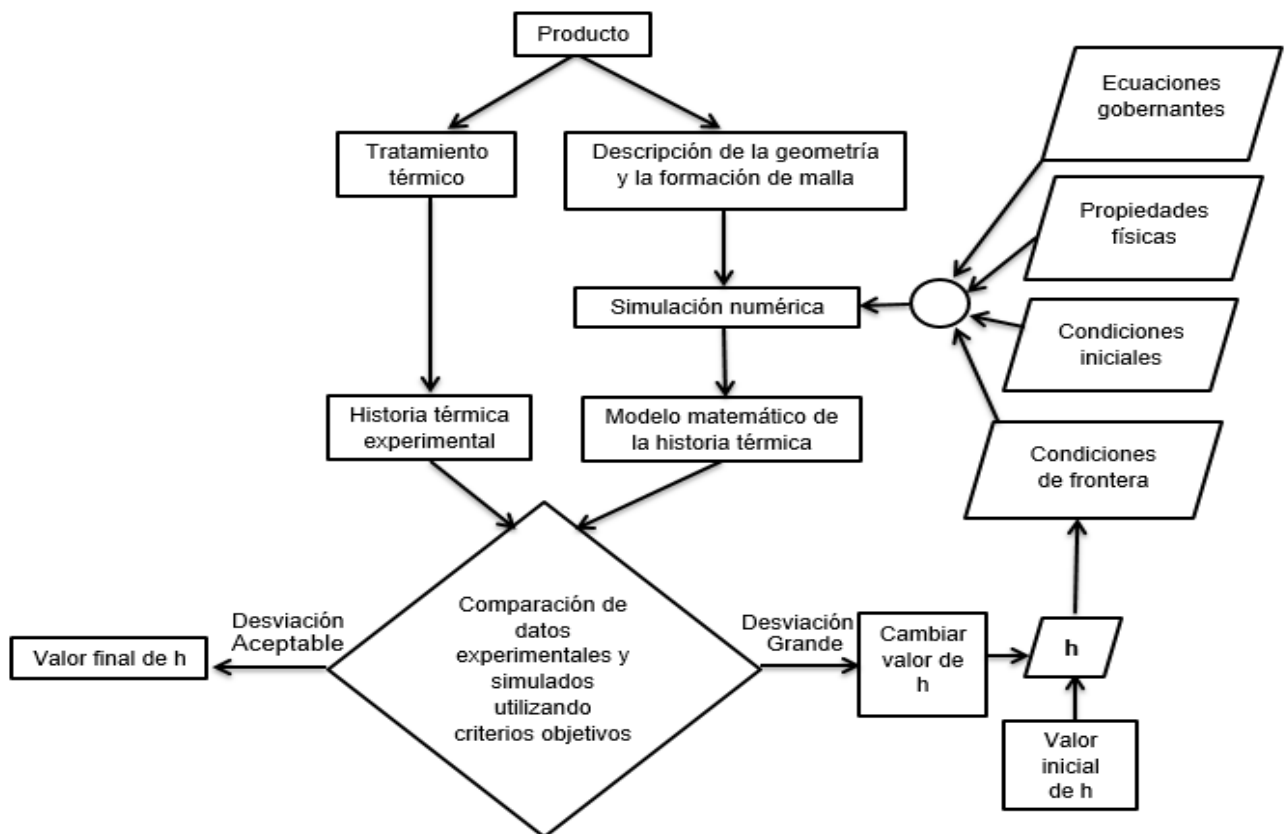 Producto
Ecuaciones
gobernantes
Tratamiento
térmico
Descripción de la geometría
y la formación de malla
Propiedades
físicas
Simulación numérica
Condiciones
iniciales
Historia térmica
experimental
Modelo matemático de
la historia térmica
Condiciones
de frontera
Comparación de
datos
experimentales y
simulados
utilizando
criterios objetivos
Desviación
Aceptable
Valor final de h
Desviación
Grande
Cambiar
valor de
h
h
Valor
inicial
de h